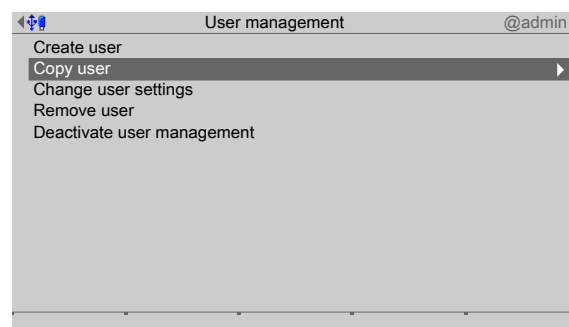 User management @admin
Create user
Copy user
Change user settings
Remove user
Deactivate user management